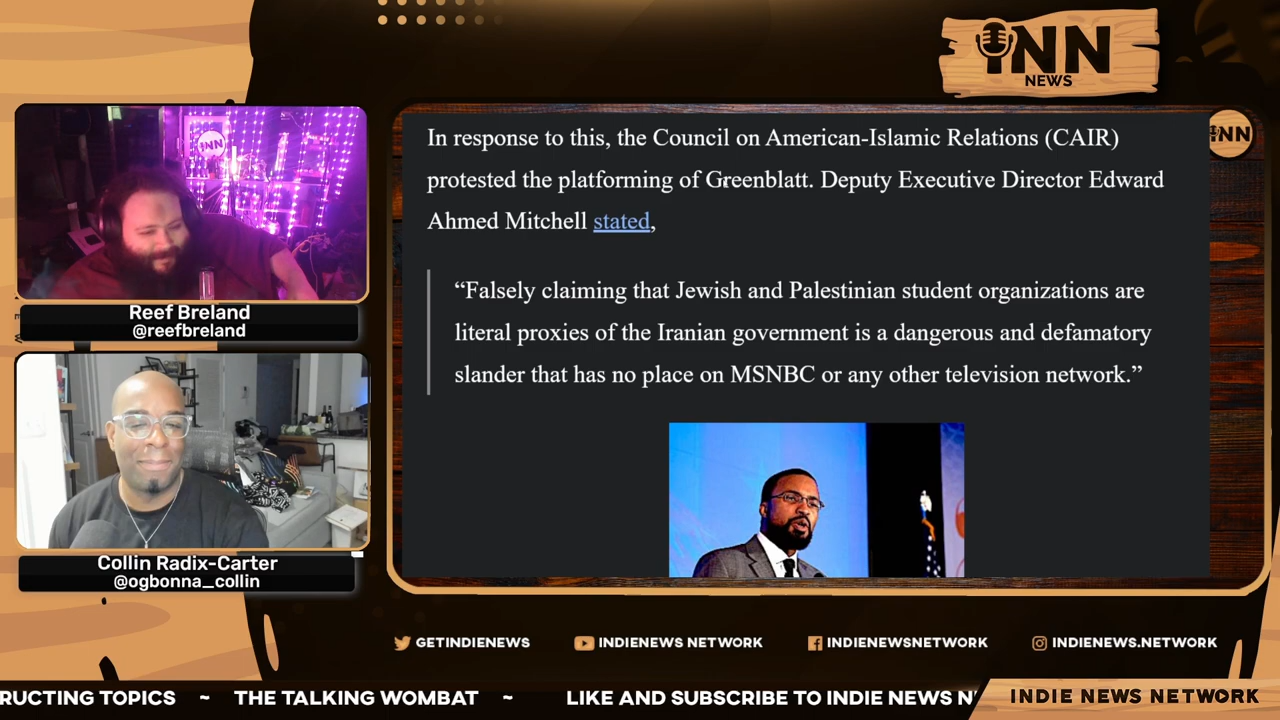 iNN
NEWS
iNN
In response to this, the Council on American-Islamic Relations (CAIR)
protested the platforming of Greenblatt. Deputy Executive Director Edward
Ahmed Mitchell stated,
“Falsely claiming that Jewish and Palestinian student organizations are
literal proxies of the Iranian government is a dangerous and defamatory
slander that has no place on MSNBC or any other television network.”
iNN
Reef Breland
@reefbreland
Collin Radix-Carter
@ogbonna_collin
GETINDIENEWS
INDIENEWS NETWORK
INDIENEWSNETWORK
INDIENEWS.NETWORK
RUCTING TOPICS ~ THE TALKING WOMBAT ~ LIKE AND SUBSCRIBE TO INDIE NEWS N
INDIE NEWS NETWORK